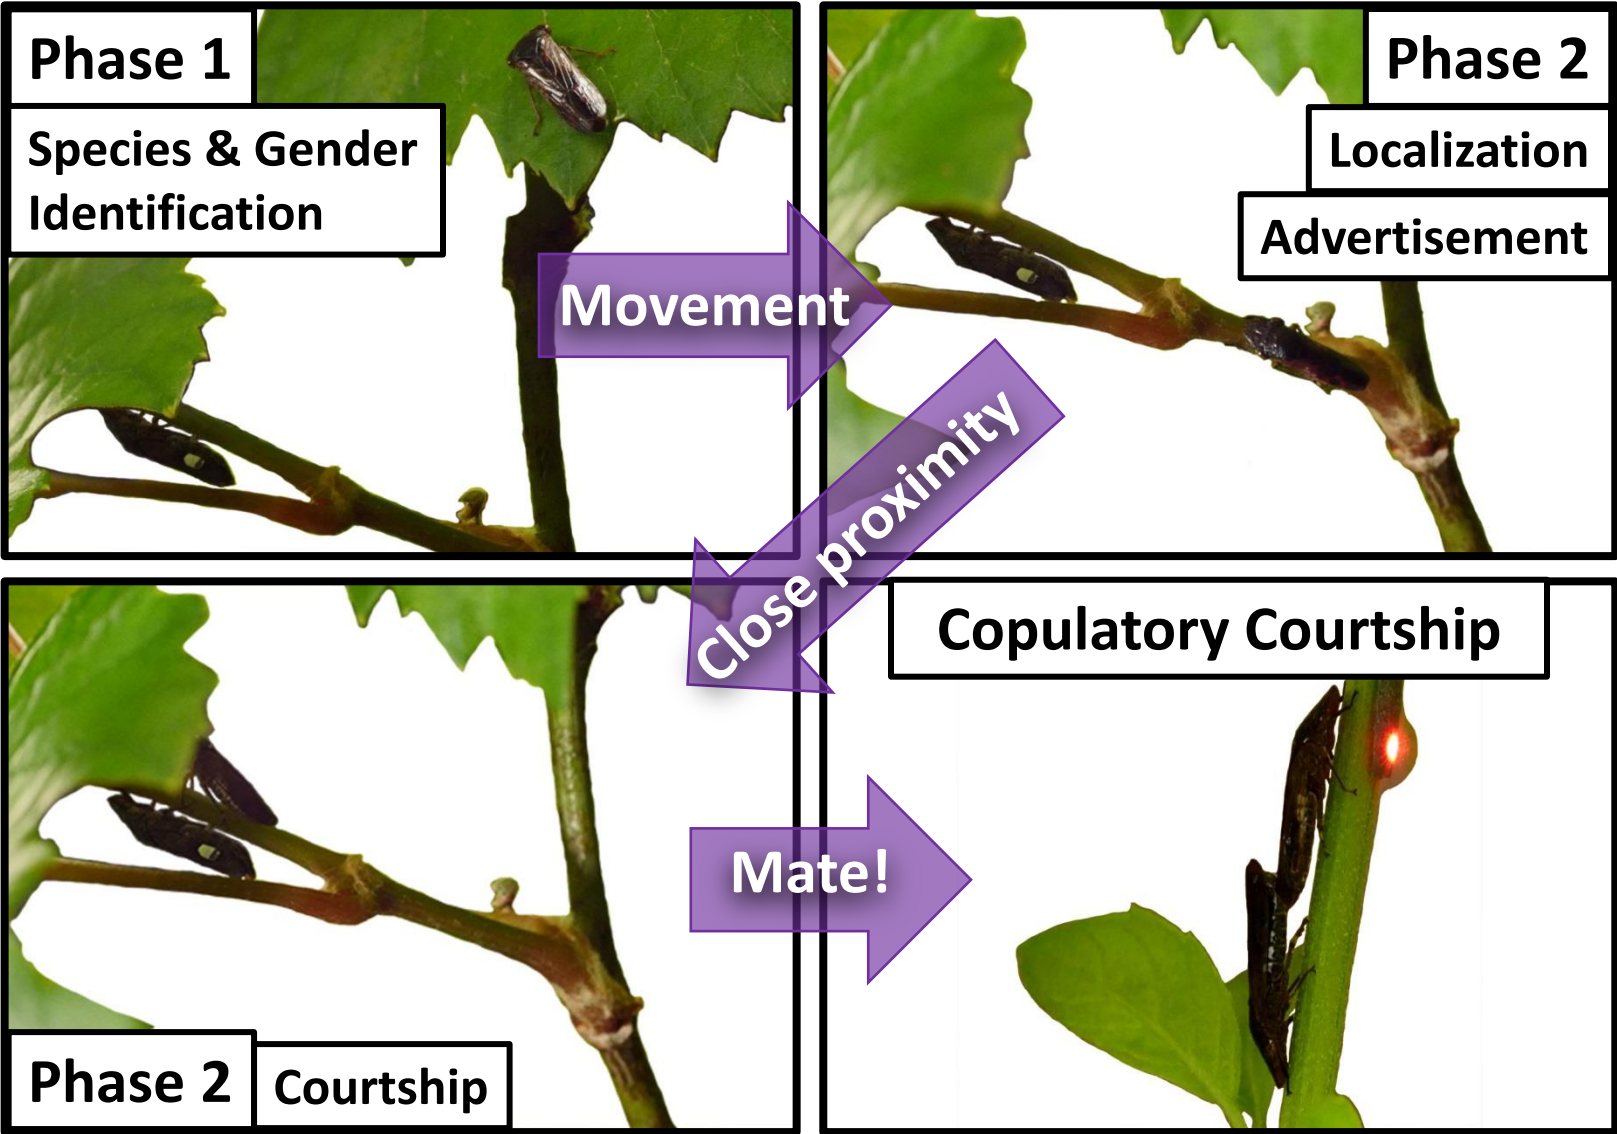 Phase 1
Species & Gender
Identification
Movement
Phase 2
Localization
Advertisement
Close proximity
Phase 2
Courtship
Mate!
Copulatory Courtship